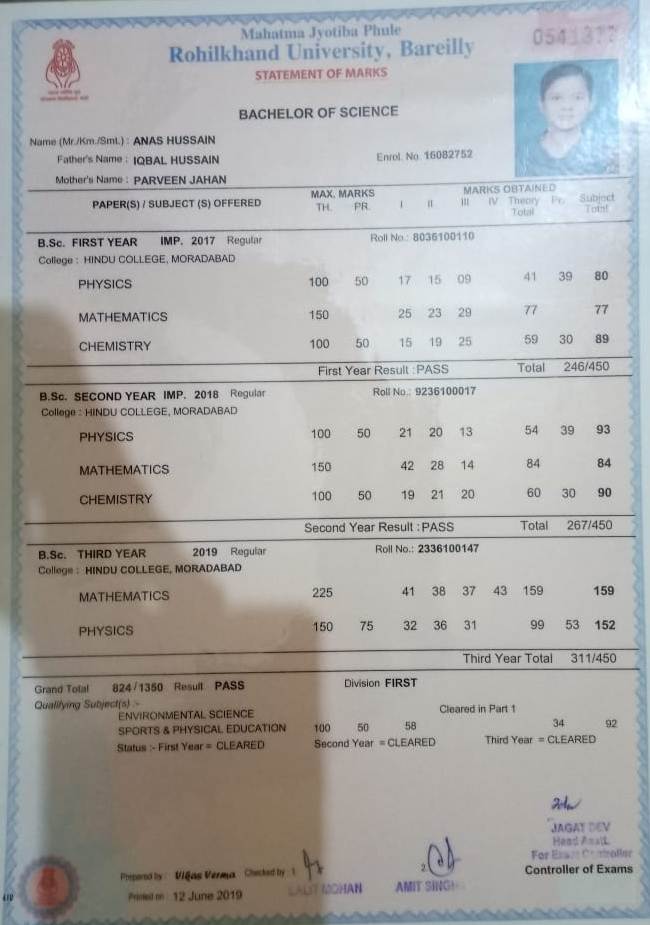 Mahatma Jyotiba Phule
Rohilkhand University, Bareilly
STATEMENT OF MARKS
BACHELOR OF SCIENCE
Name (Mr./Km./Smt.) : ANAS HUSSAIN
Father's Name : IQBAL HUSSAIN Enrol. No. 16082752
Mother's Name : PARVEEN JAHAN
PAPER(S) / SUBJECT (S) OFFERED MAX. MARKS TH. PR. MARKS OBTAINED I II III IV Theory Total Pr. Subject Total
B.Sc. FIRST YEAR IMP. 2017 Regular Roll No.: 8036100110
College : HINDU COLLEGE, MORADABAD
PHYSICS 100 50 17 15 09 41 39 80
MATHEMATICS 150 25 23 29 77 77
CHEMISTRY 100 50 15 19 25 59 30 89
First Year Result :PASS Total 246/450
B.Sc. SECOND YEAR IMP. 2018 Regular Roll No.: 9236100017
College : HINDU COLLEGE, MORADABAD
PHYSICS 100 50 21 20 13 54 39 93
MATHEMATICS 150 42 28 14 84 84
CHEMISTRY 100 50 19 21 20 60 30 90
Second Year Result :PASS Total 267/450
B.Sc. THIRD YEAR 2019 Regular Roll No.: 2336100147
College : HINDU COLLEGE, MORADABAD
MATHEMATICS 225 41 38 37 43 159 159
PHYSICS 150 75 32 36 31 99 53 152
Third Year Total 311/450
Grand Total 824/1350 Result PASS Division FIRST
Qualifying Subject(s) :-
ENVIRONMENTAL SCIENCE Cleared in Part 1
SPORTS & PHYSICAL EDUCATION 100 50 58 34 92
Status :- First Year = CLEARED Second Year = CLEARED Third Year = CLEARED
JAGAT DEV
Head Asstt.
For Exam Controller
Controller of Exams
Prepared by : Vikas Verma Checked by 1
LALIT MOHAN
2
AMIT SINGH
Printed on : 12 June 2019